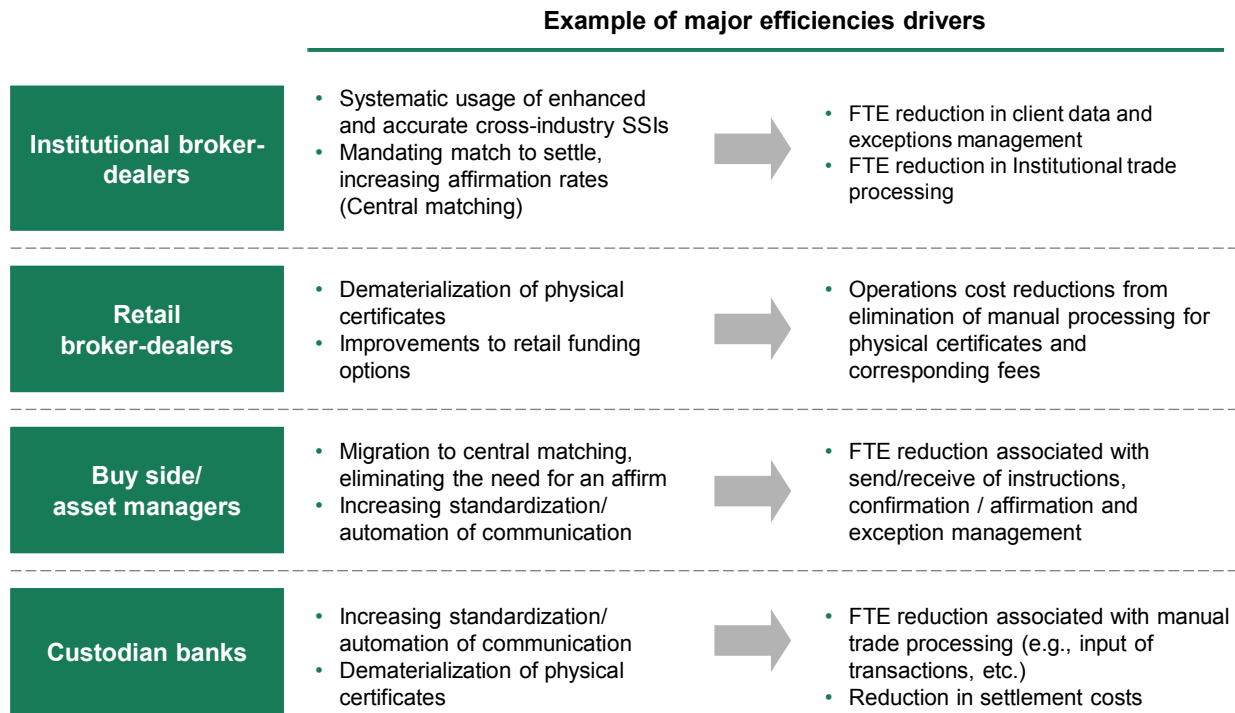 Example of major efficiencies drivers
Institutional broker-
dealers
• Systematic usage of enhanced
and accurate cross-industry SSIs
• Mandating match to settle,
increasing affirmation rates
(Central matching)
• FTE reduction in client data and
exceptions management
• FTE reduction in Institutional trade
processing
Retail
broker-dealers
• Dematerialization of physical
certificates
• Improvements to retail funding
options
• Operations cost reductions from
elimination of manual processing for
physical certificates and
corresponding fees
Buy side/
asset managers
• Migration to central matching,
eliminating the need for an affirm
• Increasing standardization/
automation of communication
• FTE reduction associated with
send/receive of instructions,
confirmation / affirmation and
exception management
Custodian banks
• Increasing standardization/
automation of communication
• Dematerialization of physical
certificates
• FTE reduction associated with manual
trade processing (e.g., input of
transactions, etc.)
• Reduction in settlement costs